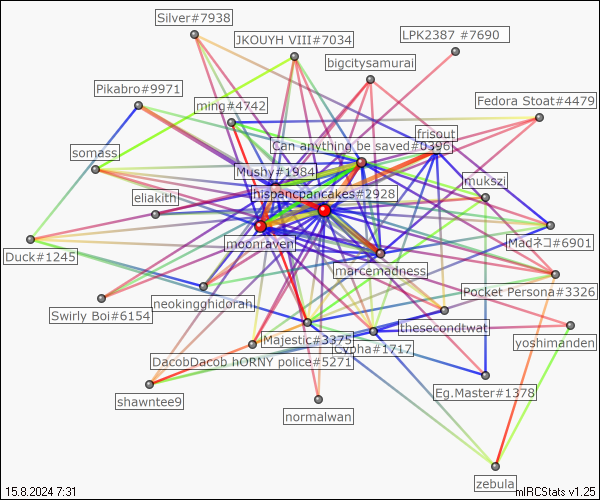 Silver#7938
JKOUYH VIII#7034
LPK2387 #7690
bigcitysamurai
Pikabro#9971
ming#4742
Fedora Stoat#4479
frisout
Can anything be saved#0396
somass
Mushy#1984
mukszi
eliakith
hispancpancakes#2928
moonraven
Madネコ#6901
Duck#1245
marcemadness
neokingghidorah
Pocket Persona#3326
Swirly Boi#6154
thesecondtwat
Majestic#3375
Cypha#1717
yoshimanden
DacobDacob hORNY police#5271
Eg.Master#1378
shawntee9
normalwan
zebula
15.8.2024 7:31
mIRCStats v1.25